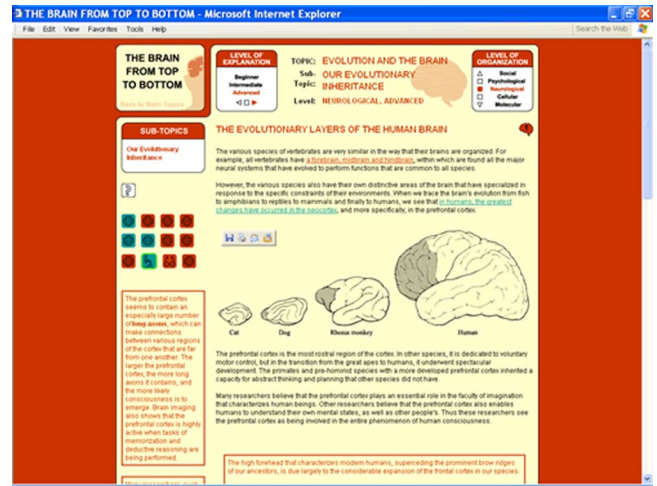 THE BRAIN FROM TOP TO BOTTOM - Microsoft Internet Explorer
File Edit View Favorites Tools Help
Search the Web
THE BRAIN
FROM TOP
TO BOTTOM
Back to Main Topics
LEVEL OF
EXPLANATION
Beginner
Intermediate
Advanced
TOPIC: EVOLUTION AND THE BRAIN
Sub-Topic: OUR EVOLUTIONARY
INHERITANCE
Level: NEUROLOGICAL, ADVANCED
LEVEL OF
ORGANIZATION
Social
Psychological
Neurological
Cellular
Molecular
SUB-TOPICS
Our Evolutionary
Inheritance
The prefrontal cortex
seems to contain an
especially large number
of long axons, which can
make connections
between various regions
of the cortex that are far
from one another. The
larger the prefrontal
cortex, the more long
axons it contains, and
the more likely
consciousness is to
emerge. Brain imaging
also shows that the
prefrontal cortex is highly
active when tasks of
memorization and
deductive reasoning are
being performed.
THE EVOLUTIONARY LAYERS OF THE HUMAN BRAIN
The various species of vertebrates are very similar in the way that their brains are organized. For
example, all vertebrates have a forebrain, midbrain and hindbrain, within which are found all the major
neural systems that have evolved to perform functions that are common to all species.
However, the various species also have their own distinctive areas of the brain that have specialized in
response to the specific constraints of their environments. When we trace the brain's evolution from fish
to amphibians to reptiles to mammals and finally to humans, we see that in humans, the greatest
changes have occurred in the neocortex, and more specifically, in the prefrontal cortex.
Cat
Dog
Rhesus monkey
Human
The prefrontal cortex is the most rostral region of the cortex. In other species, it is dedicated to voluntary
motor control, but in the transition from the great apes to humans, it underwent spectacular
development. The primates and pre-hominid species with a more developed prefrontal cortex inherited a
capacity for abstract thinking and planning that other species did not have.
Many researchers believe that the prefrontal cortex plays an essential role in the faculty of imagination
that characterizes human beings. Other researchers believe that the prefrontal cortex also enables
humans to understand their own mental states, as well as other people's. Thus these researchers see
the prefrontal cortex as being involved in the entire phenomenon of human consciousness.
The high forehead that characterizes modern humans, superceding the prominent brow ridges
of our ancestors, is due largely to the considerable expansion of the frontal cortex in our species.